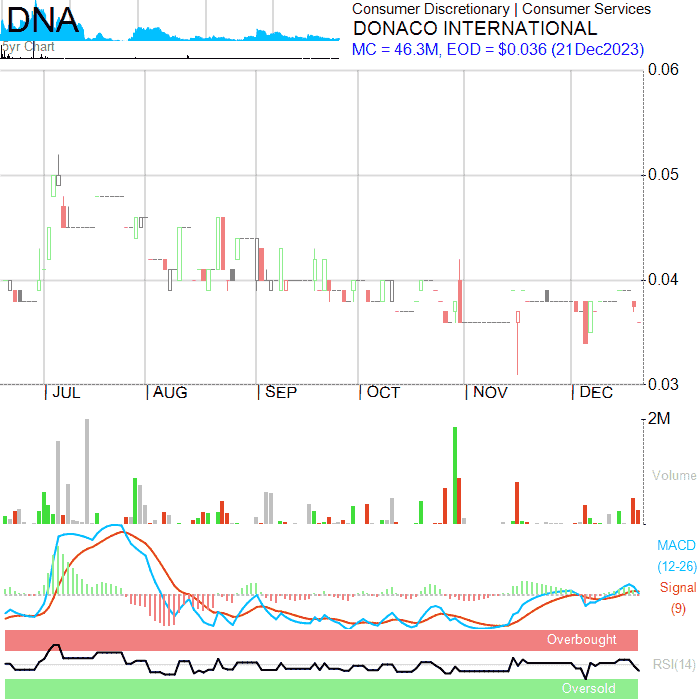 DNA
5yr Chart
Consumer Discretionary | Consumer Services
DONACO INTERNATIONAL
MC = 46.3M, EOD = $0.036 (21Dec2023)
0.06
0.05
0.04
0.03
| JUL | AUG | SEP | OCT | NOV | DEC
2M
Volume
MACD
(12-26)
Signal
(9)
Overbought
RSI(14)
Oversold